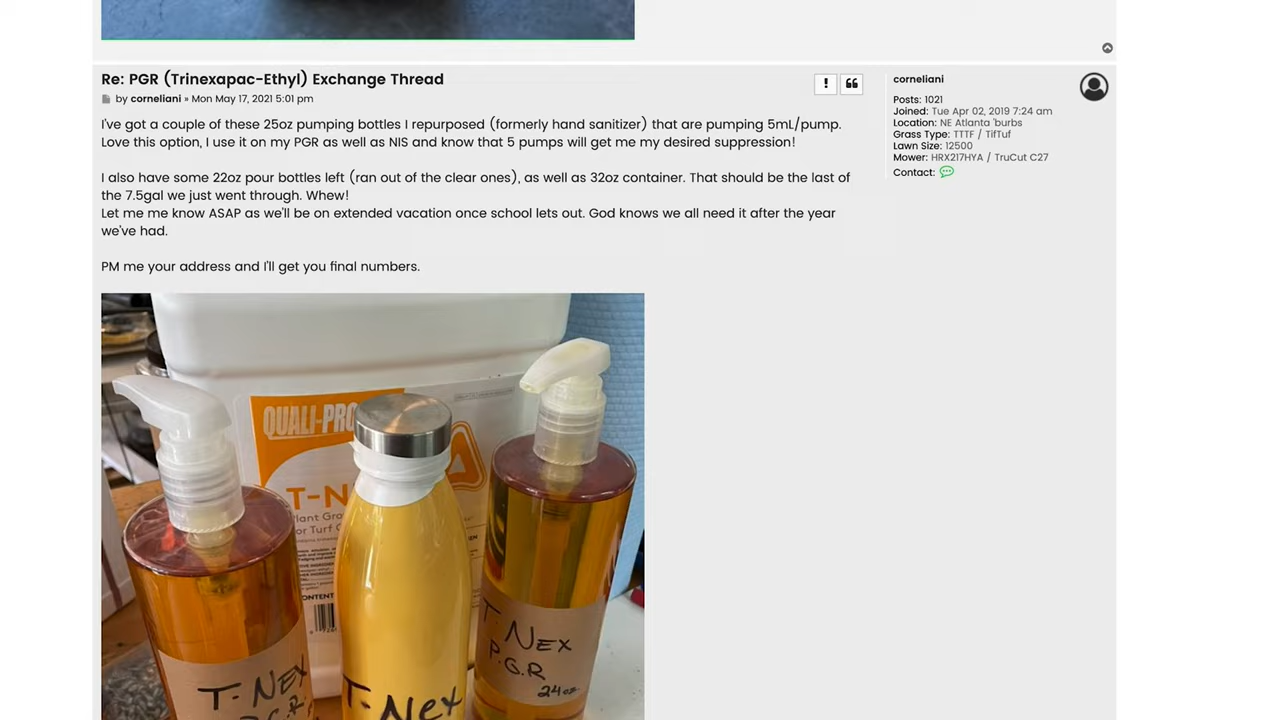 Re: PGR (Trinexapac-Ethyl) Exchange Thread
by corneliani » Mon May 17, 2021 5:01 pm
I've got a couple of these 25oz pumping bottles I repurposed (formerly hand sanitizer) that are pumping 5mL/pump.
Love this option, I use it on my PGR as well as NIS and know that 5 pumps will get me my desired suppression!
I also have some 22oz pour bottles left (ran out of the clear ones), as well as 32oz container. That should be the last of
the 7.5gal we just went through. Whew!
Let me me know ASAP as we'll be on extended vacation once school lets out. God knows we all need it after the year
we've had.
PM me your address and I'll get you final numbers.
corneliani
Posts: 1021
Joined: Tue Apr 02, 2019 7:24 am
Location: NE Atlanta 'burbs
Grass Type: TTTF / TifTuf
Lawn Size: 12500
Mower: HRX217HYA / TruCut C27
Contact:
QUALI-PRO
T-N
Plant Gro
or Turf
T-NEX
P.G.R
24oz.
T-NEX
T-Nex